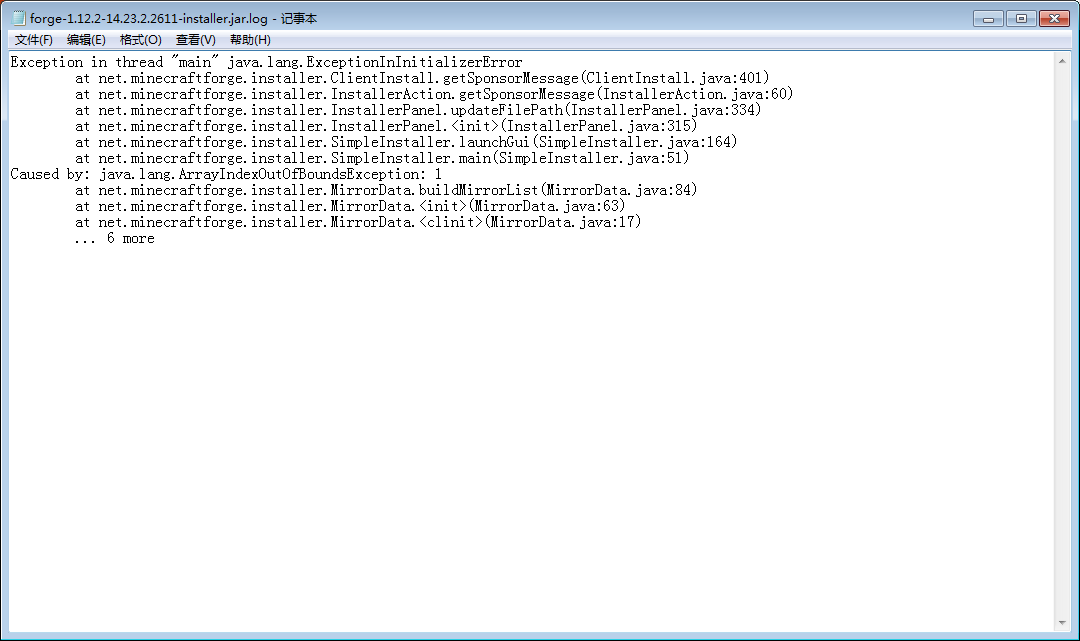 forge-1.12.2-14.23.2.2611-installer.jar.log - 记事本
文件(F) 编辑(E) 格式(O) 查看(V) 帮助(H)
Exception in thread "main" java.lang.ExceptionInInitializerError
at net.minecraftforge.installer.ClientInstall.getSponsorMessage(ClientInstall.java:401)
at net.minecraftforge.installer.InstallerAction.getSponsorMessage(InstallerAction.java:60)
at net.minecraftforge.installer.InstallerPanel.updateFilePath(InstallerPanel.java:334)
at net.minecraftforge.installer.InstallerPanel.<init>(InstallerPanel.java:315)
at net.minecraftforge.installer.SimpleInstaller.launchGui(SimpleInstaller.java:164)
at net.minecraftforge.installer.SimpleInstaller.main(SimpleInstaller.java:51)
Caused by: java.lang.ArrayIndexOutOfBoundsException: 1
at net.minecraftforge.installer.MirrorData.buildMirrorList(MirrorData.java:84)
at net.minecraftforge.installer.MirrorData.<init>(MirrorData.java:63)
at net.minecraftforge.installer.MirrorData.<clinit>(MirrorData.java:17)
... 6 more